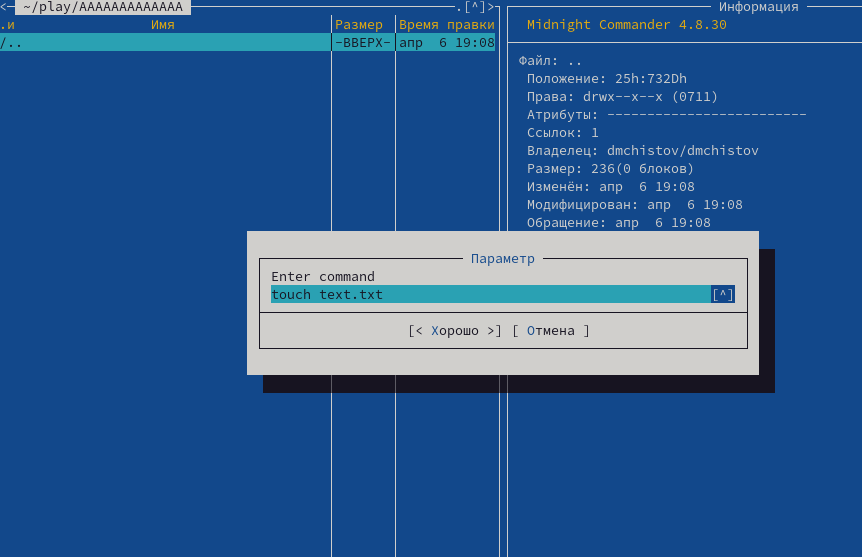 <- ~/play/AAAAAAAAAAAAA .[^]>
.и Имя Размер Время правки
/.. -ВВЕРХ- апр 6 19:08
Информация
Midnight Commander 4.8.30
Файл: ..
Положение: 25h:732Dh
Права: drwx--x--x (0711)
Атрибуты: -------------------------
Ссылок: 1
Владелец: dmchistov/dmchistov
Размер: 236(0 блоков)
Изменён: апр 6 19:08
Модифицирован: апр 6 19:08
Обращение: апр 6 19:08
Параметр
Enter command
touch text.txt [^]
[< Хорошо >] [ Отмена ]